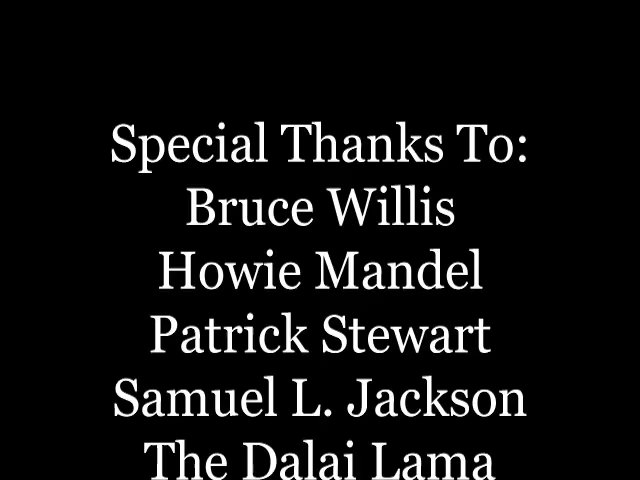 Special Thanks To:
Bruce Willis
Howie Mandel
Patrick Stewart
Samuel L. Jackson
The Dalai Lama